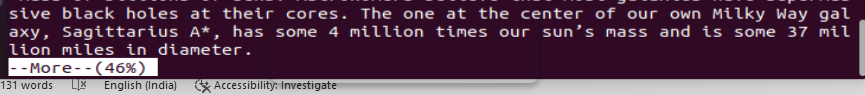 sive black holes at their cores. The one at the center of our own Milky Way gal
axy, Sagittarius A*, has some 4 million times our sun’s mass and is some 37 mil
lion miles in diameter.
--More--(46%)
131 words English (India) Accessibility: Investigate